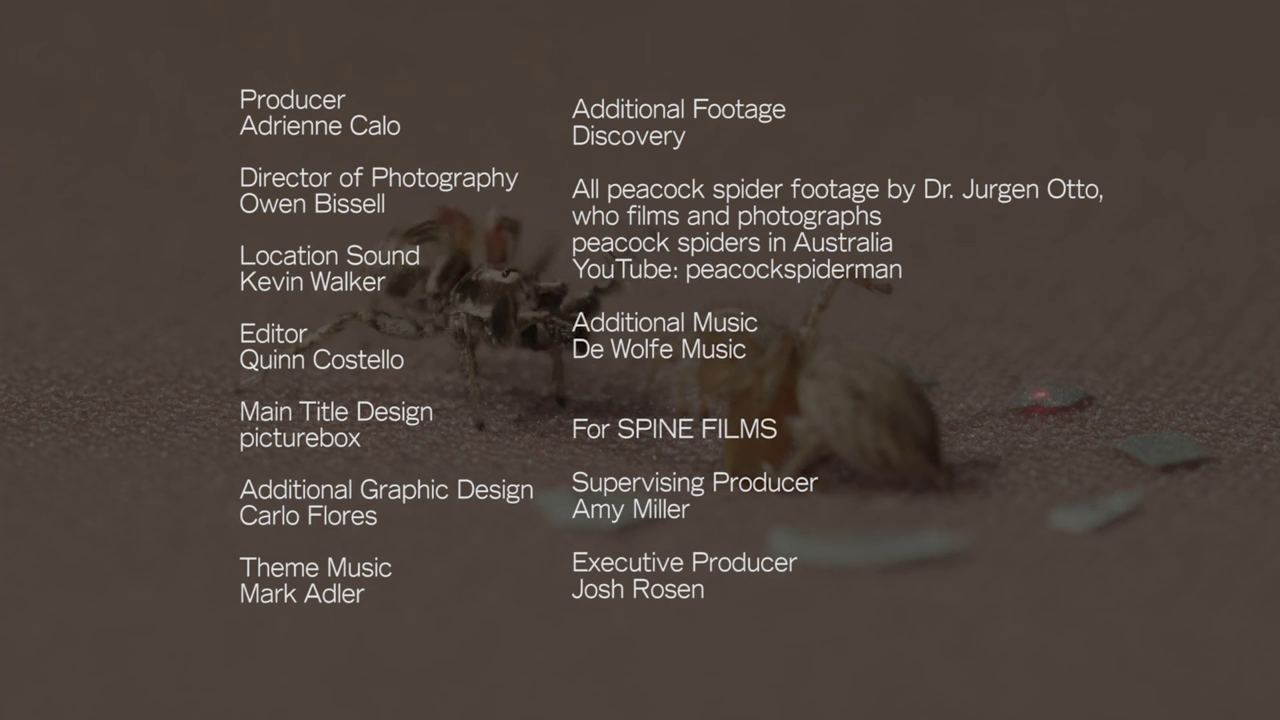 Producer
Adrienne Calo
Director of Photography
Owen Bissell
Location Sound
Kevin Walker
Editor
Quinn Costello
Main Title Design
picturebox
Additional Graphic Design
Carlo Flores
Theme Music
Mark Adler
Additional Footage
Discovery
All peacock spider footage by Dr. Jurgen Otto,
who films and photographs
peacock spiders in Australia
YouTube: peacockspiderman
Additional Music
De Wolfe Music
For SPINE FILMS
Supervising Producer
Amy Miller
Executive Producer
Josh Rosen